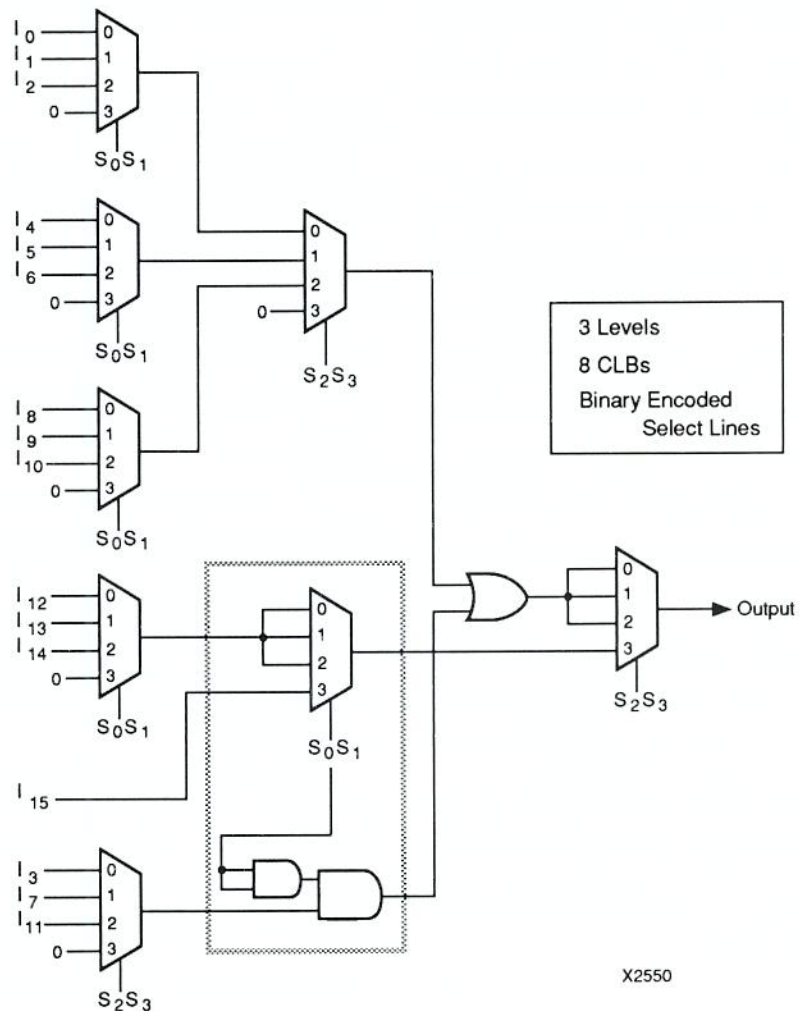 I0 0
I1 1
I2 2
0 3
S0S1
I4 0
I5 1
I6 2
0 3
S0S1
0
1
2
0 3
S2S3
3 Levels
8 CLBs
Binary Encoded
Select Lines
I8 0
I9 1
I10 2
0 3
S0S1
I12 0
I13 1
I14 2
0 3
S0S1
0
1
2
3
S0S1
0
1
2
3
Output
S2S3
I15
I3 0
I7 1
I11 2
0 3
S2S3
X2550